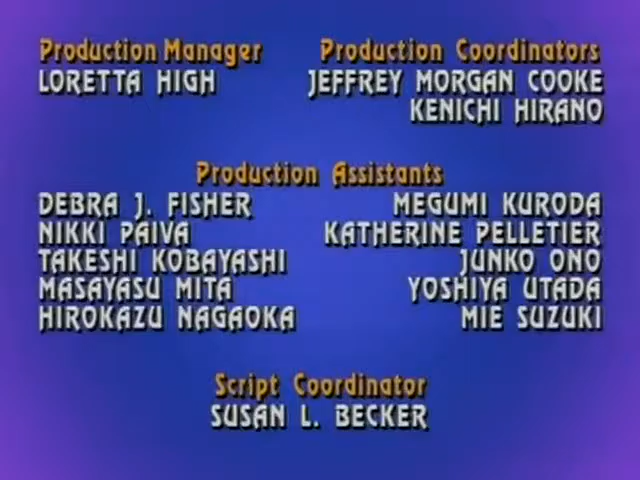 Production Manager
LORETTA HIGH
Production Coordinators
JEFFREY MORGAN COOKE
KENICHI HIRANO
Production Assistants
DEBRA J. FISHER
NIKKI PAIVA
TAKESHI KOBAYASHI
MASAYASU MITA
HIROKAZU NAGAOKA
MEGUMI KURODA
KATHERINE PELLETIER
JUNKO ONO
YOSHIYA UTADA
MIE SUZUKI
Script Coordinator
SUSAN L. BECKER